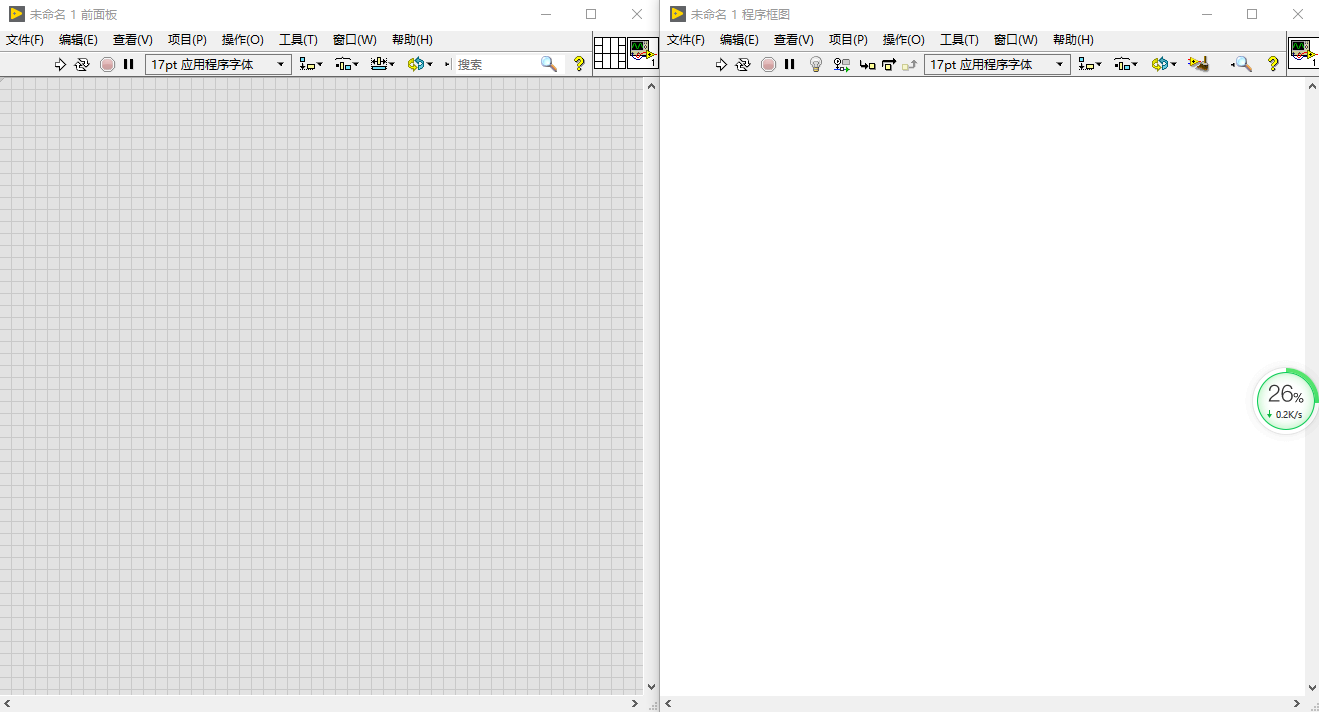 未命名 1 前面板
文件(F) 编辑(E) 查看(V) 项目(P) 操作(O) 工具(T) 窗口(W) 帮助(H)
17pt 应用程序字体 搜索 ?
1
未命名 1 程序框图
文件(F) 编辑(E) 查看(V) 项目(P) 操作(O) 工具(T) 窗口(W) 帮助(H)
17pt 应用程序字体 ?
1
26%
0.2K/s